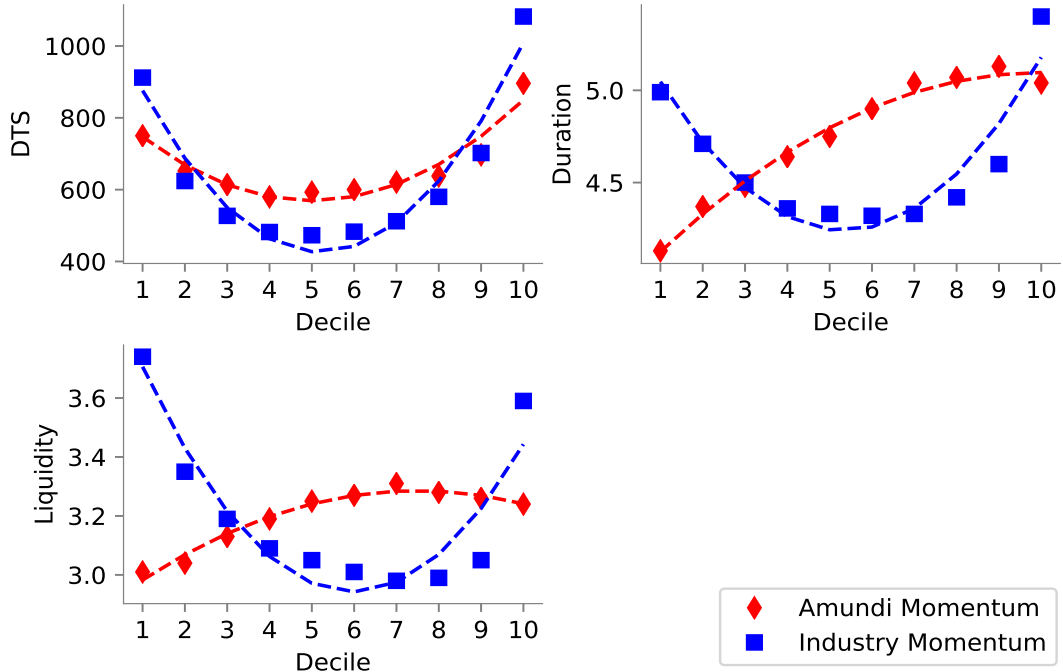 DTS
1000
800
600
400
1 2 3 4 5 6 7 8 9 10
Decile
Duration
5.0
4.5
1 2 3 4 5 6 7 8 9 10
Decile
Liquidity
3.6
3.4
3.2
3.0
1 2 3 4 5 6 7 8 9 10
Decile
Amundi Momentum
Industry Momentum